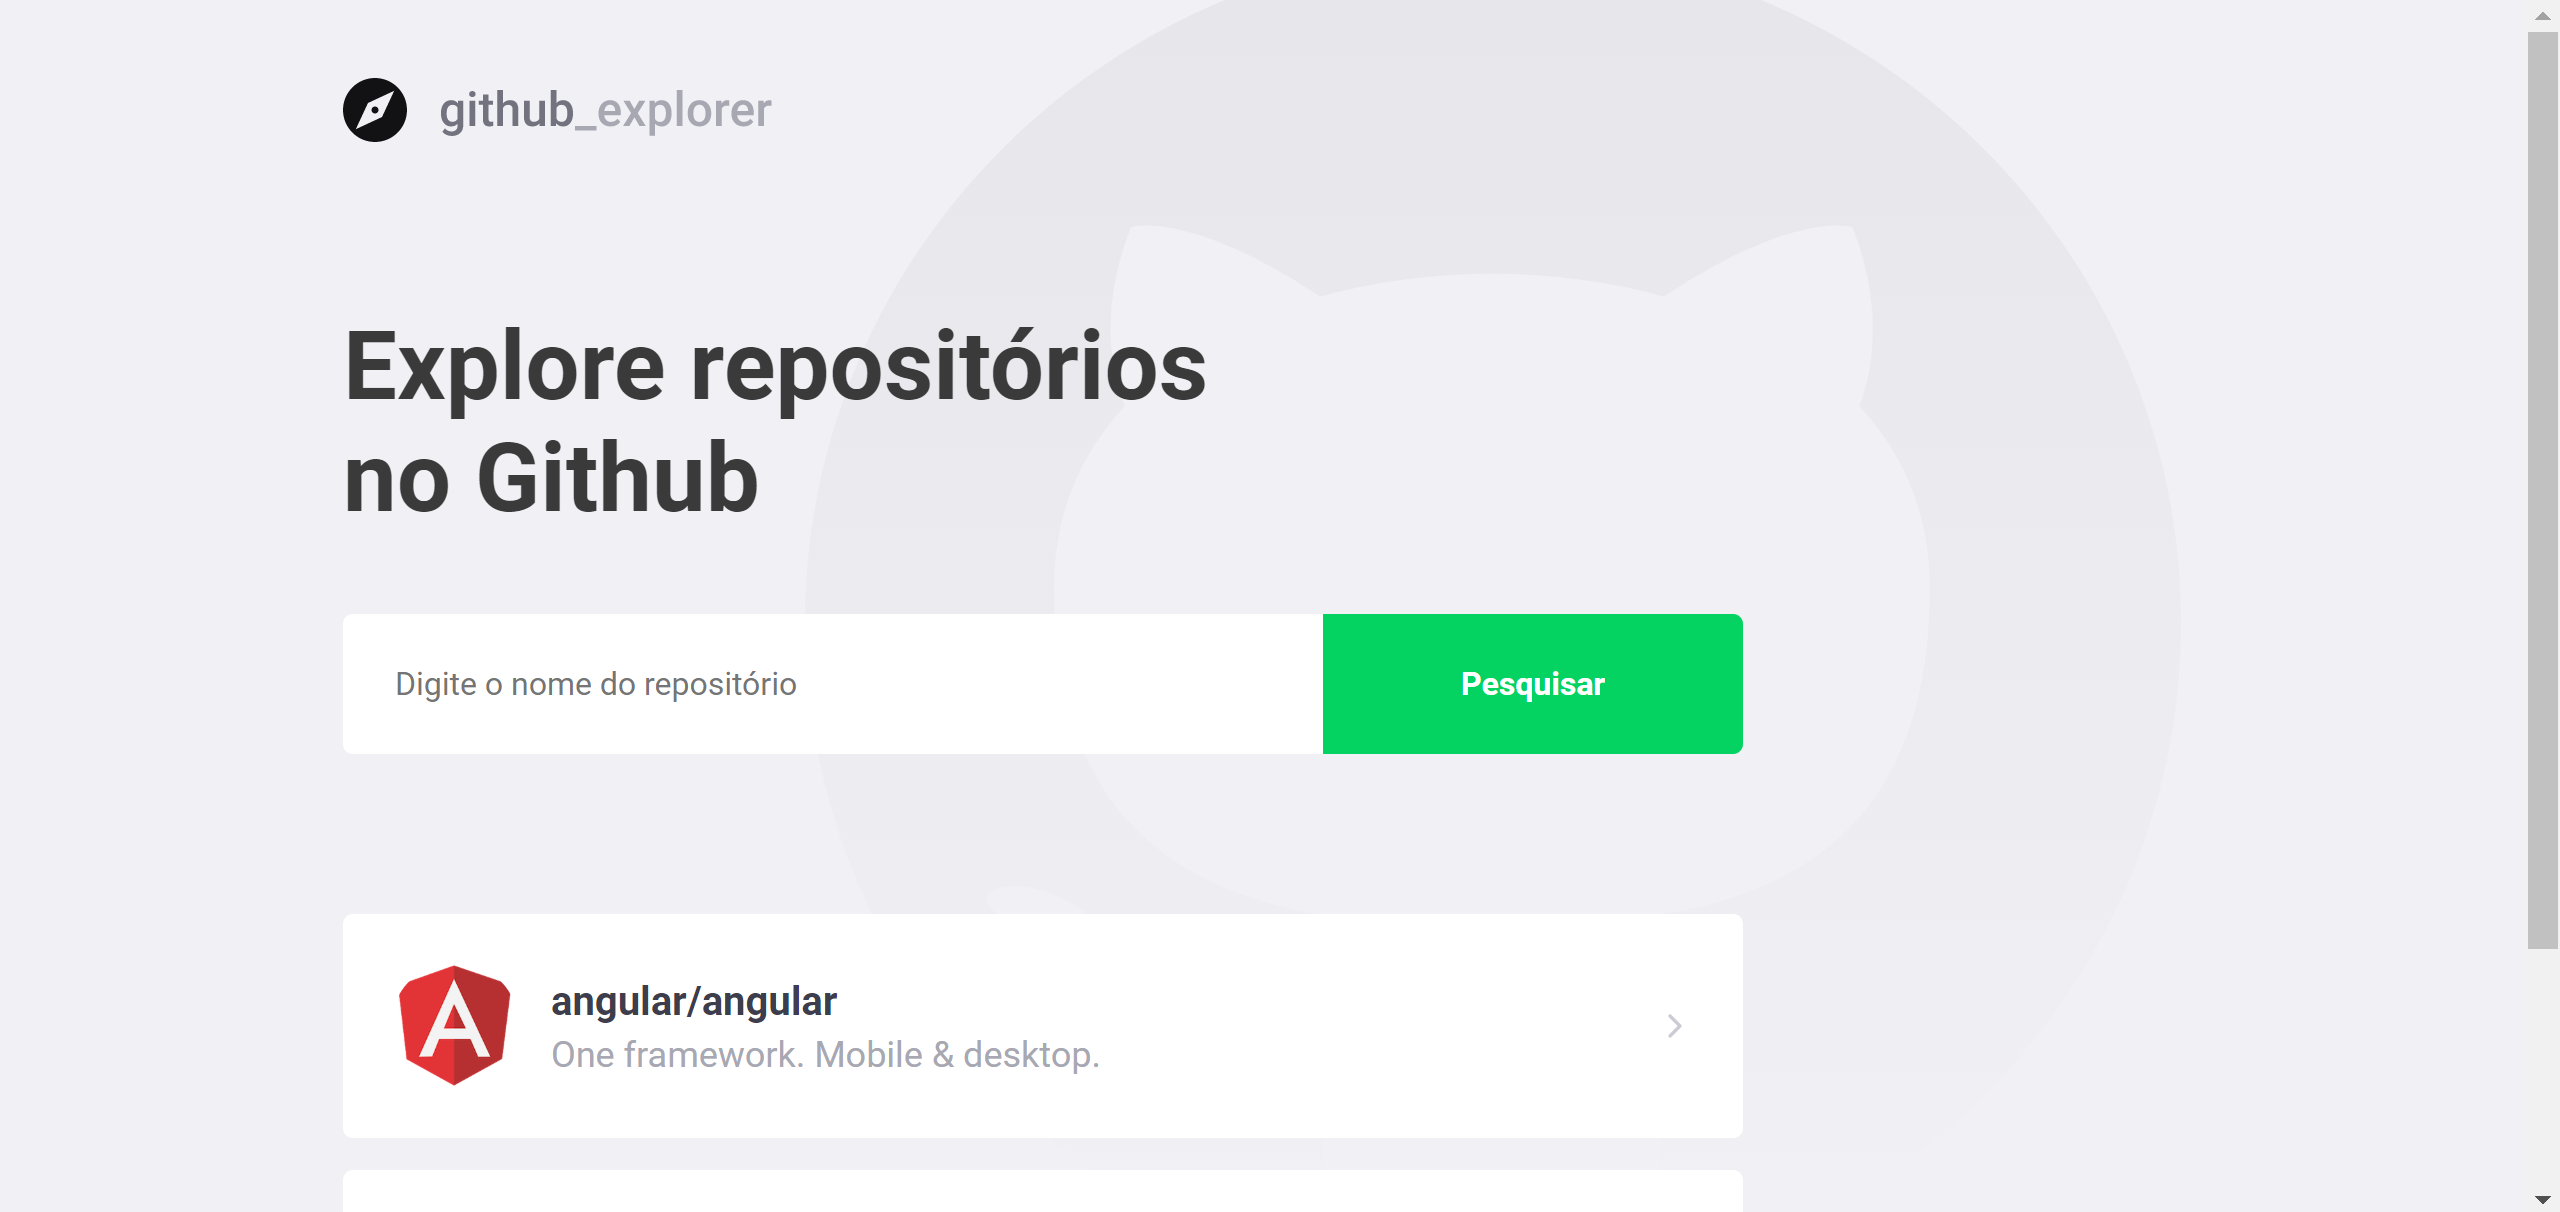 github_explorer
Explore repositórios
no Github
Digite o nome do repositório
Pesquisar
angular/angular
One framework. Mobile & desktop.